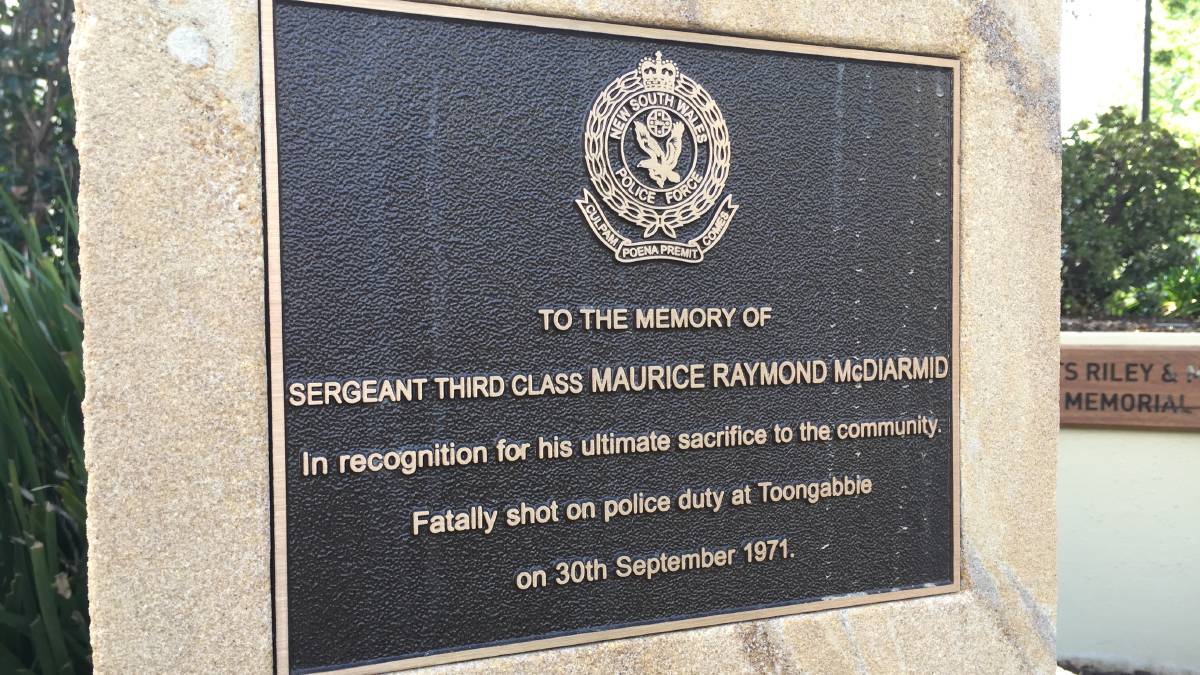 NEW SOUTH WALES
POLICE FORCE
CULPAM POENA PREMIT COMES
TO THE MEMORY OF
SERGEANT THIRD CLASS MAURICE RAYMOND McDIARMID
In recognition for his ultimate sacrifice to the community.
Fatally shot on police duty at Toongabbie
on 30th September 1971.
RILEY &
MEMORIAL